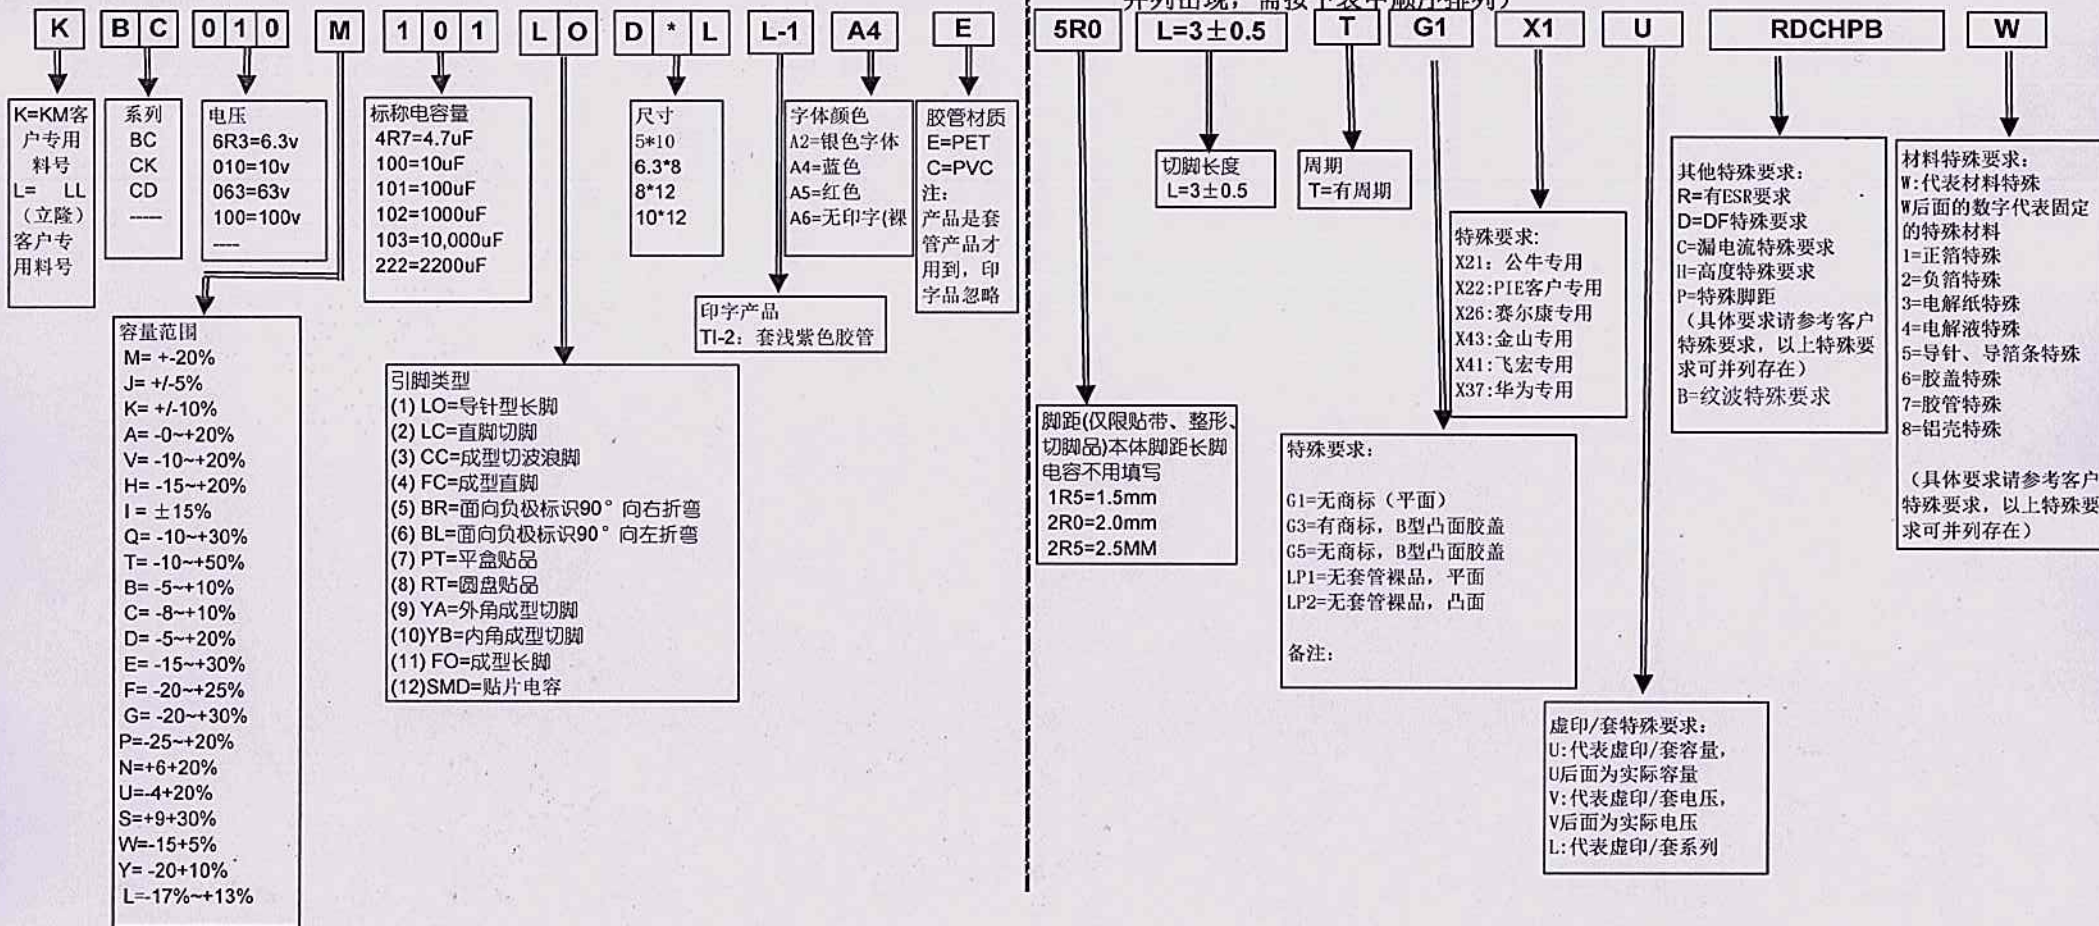 并列出现，需按下表中顺序排列）
K B C 0 1 0 M 1 0 1 L O D * L L-1 A4 E
5R0 L=3±0.5 T G1 X1 U RDCHPB W
K=KM客
户专用
料号
L= LL
（立隆）
客户专
用料号
系列
BC
CK
CD
-----
电压
6R3=6.3v
010=10v
063=63v
100=100v
----
标称电容量
4R7=4.7uF
100=10uF
101=100uF
102=1000uF
103=10,000uF
222=2200uF
尺寸
5*10
6.3*8
8*12
10*12
字体颜色
A2=银色字体
A4=蓝色
A5=红色
A6=无印字(裸
胶管材质
E=PET
C=PVC
注:
产品是套
管产品才
用到，印
字品忽略
印字产品
TI-2：套浅紫色胶管
容量范围
M= +-20%
J= +/-5%
K= +/-10%
A= -0~+20%
V= -10~+20%
H= -15~+20%
I = ±15%
Q= -10~+30%
T= -10~+50%
B= -5~+10%
C= -8~+10%
D= -5~+20%
E= -15~+30%
F= -20~+25%
G= -20~+30%
P=-25~+20%
N=+6+20%
U=-4+20%
S=+9+30%
W=-15+5%
Y= -20+10%
L=-17%~+13%
引脚类型
(1) LO=导针型长脚
(2) LC=直脚切脚
(3) CC=成型切波浪脚
(4) FC=成型直脚
(5) BR=面向负极标识90° 向右折弯
(6) BL=面向负极标识90° 向左折弯
(7) PT=平盒贴品
(8) RT=圆盘贴品
(9) YA=外角成型切脚
(10)YB=内角成型切脚
(11) FO=成型长脚
(12)SMD=贴片电容
脚距(仅限贴带、整形、
切脚品)本体脚距长脚
电容不用填写
1R5=1.5mm
2R0=2.0mm
2R5=2.5MM
切脚长度
L=3±0.5
周期
T=有周期
特殊要求：
G1=无商标（平面）
G3=有商标，B型凸面胶盖
G5=无商标，B型凸面胶盖
LP1=无套管裸品，平面
LP2=无套管裸品，凸面
备注：
特殊要求:
X21：公牛专用
X22:PIE客户专用
X26:赛尔康专用
X43:金山专用
X41:飞宏专用
X37:华为专用
虚印/套特殊要求：
U:代表虚印/套容量，
U后面为实际容量
V:代表虚印/套电压，
V后面为实际电压
L:代表虚印/套系列
其他特殊要求：
R=有ESR要求
D=DF特殊要求
C=漏电流特殊要求
H=高度特殊要求
P=特殊脚距
（具体要求请参考客户
特殊要求，以上特殊要
求可并列存在）
B=纹波特殊要求
材料特殊要求：
W:代表材料特殊
W后面的数字代表固定
的特殊材料
1=正箔特殊
2=负箔特殊
3=电解纸特殊
4=电解液特殊
5=导针、导箔条特殊
6=胶盖特殊
7=胶管特殊
8=铝壳特殊
（具体要求请参考客户
特殊要求，以上特殊要
求可并列存在）